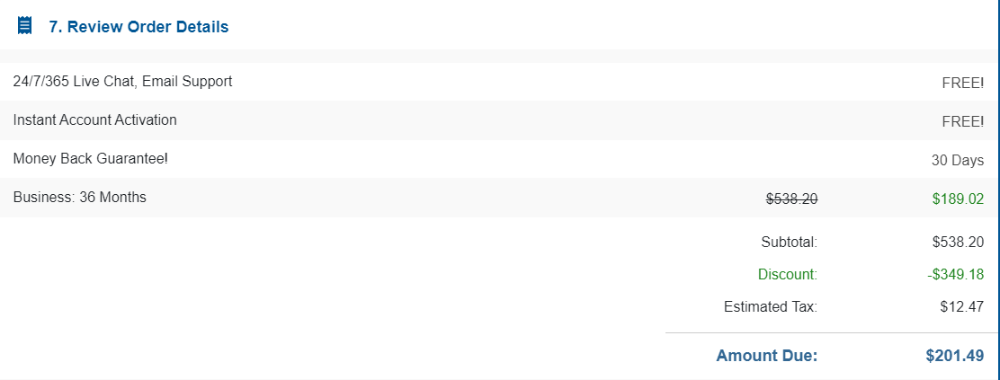 7. Review Order Details
24/7/365 Live Chat, Email Support FREE!
Instant Account Activation FREE!
Money Back Guarantee! 30 Days
Business: 36 Months $538.20 $189.02
Subtotal: $538.20
Discount: -$349.18
Estimated Tax: $12.47
Amount Due: $201.49